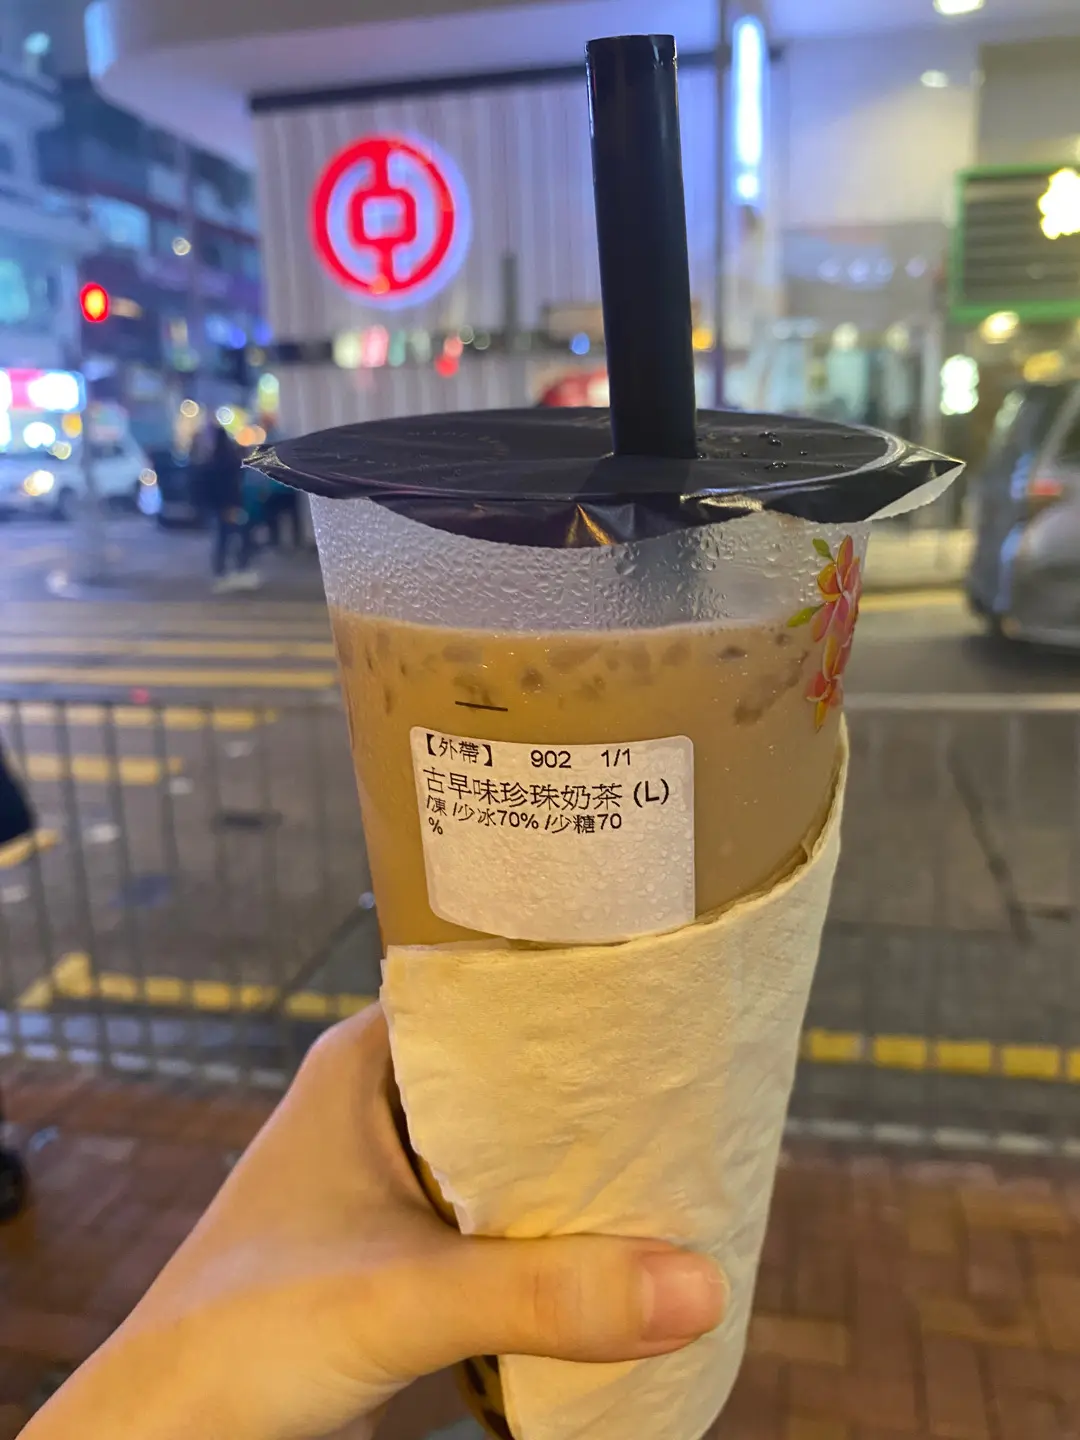 【外帶】 902 1/1
古早味珍珠奶茶 (L)
/凍 /少冰70% /少糖70
%